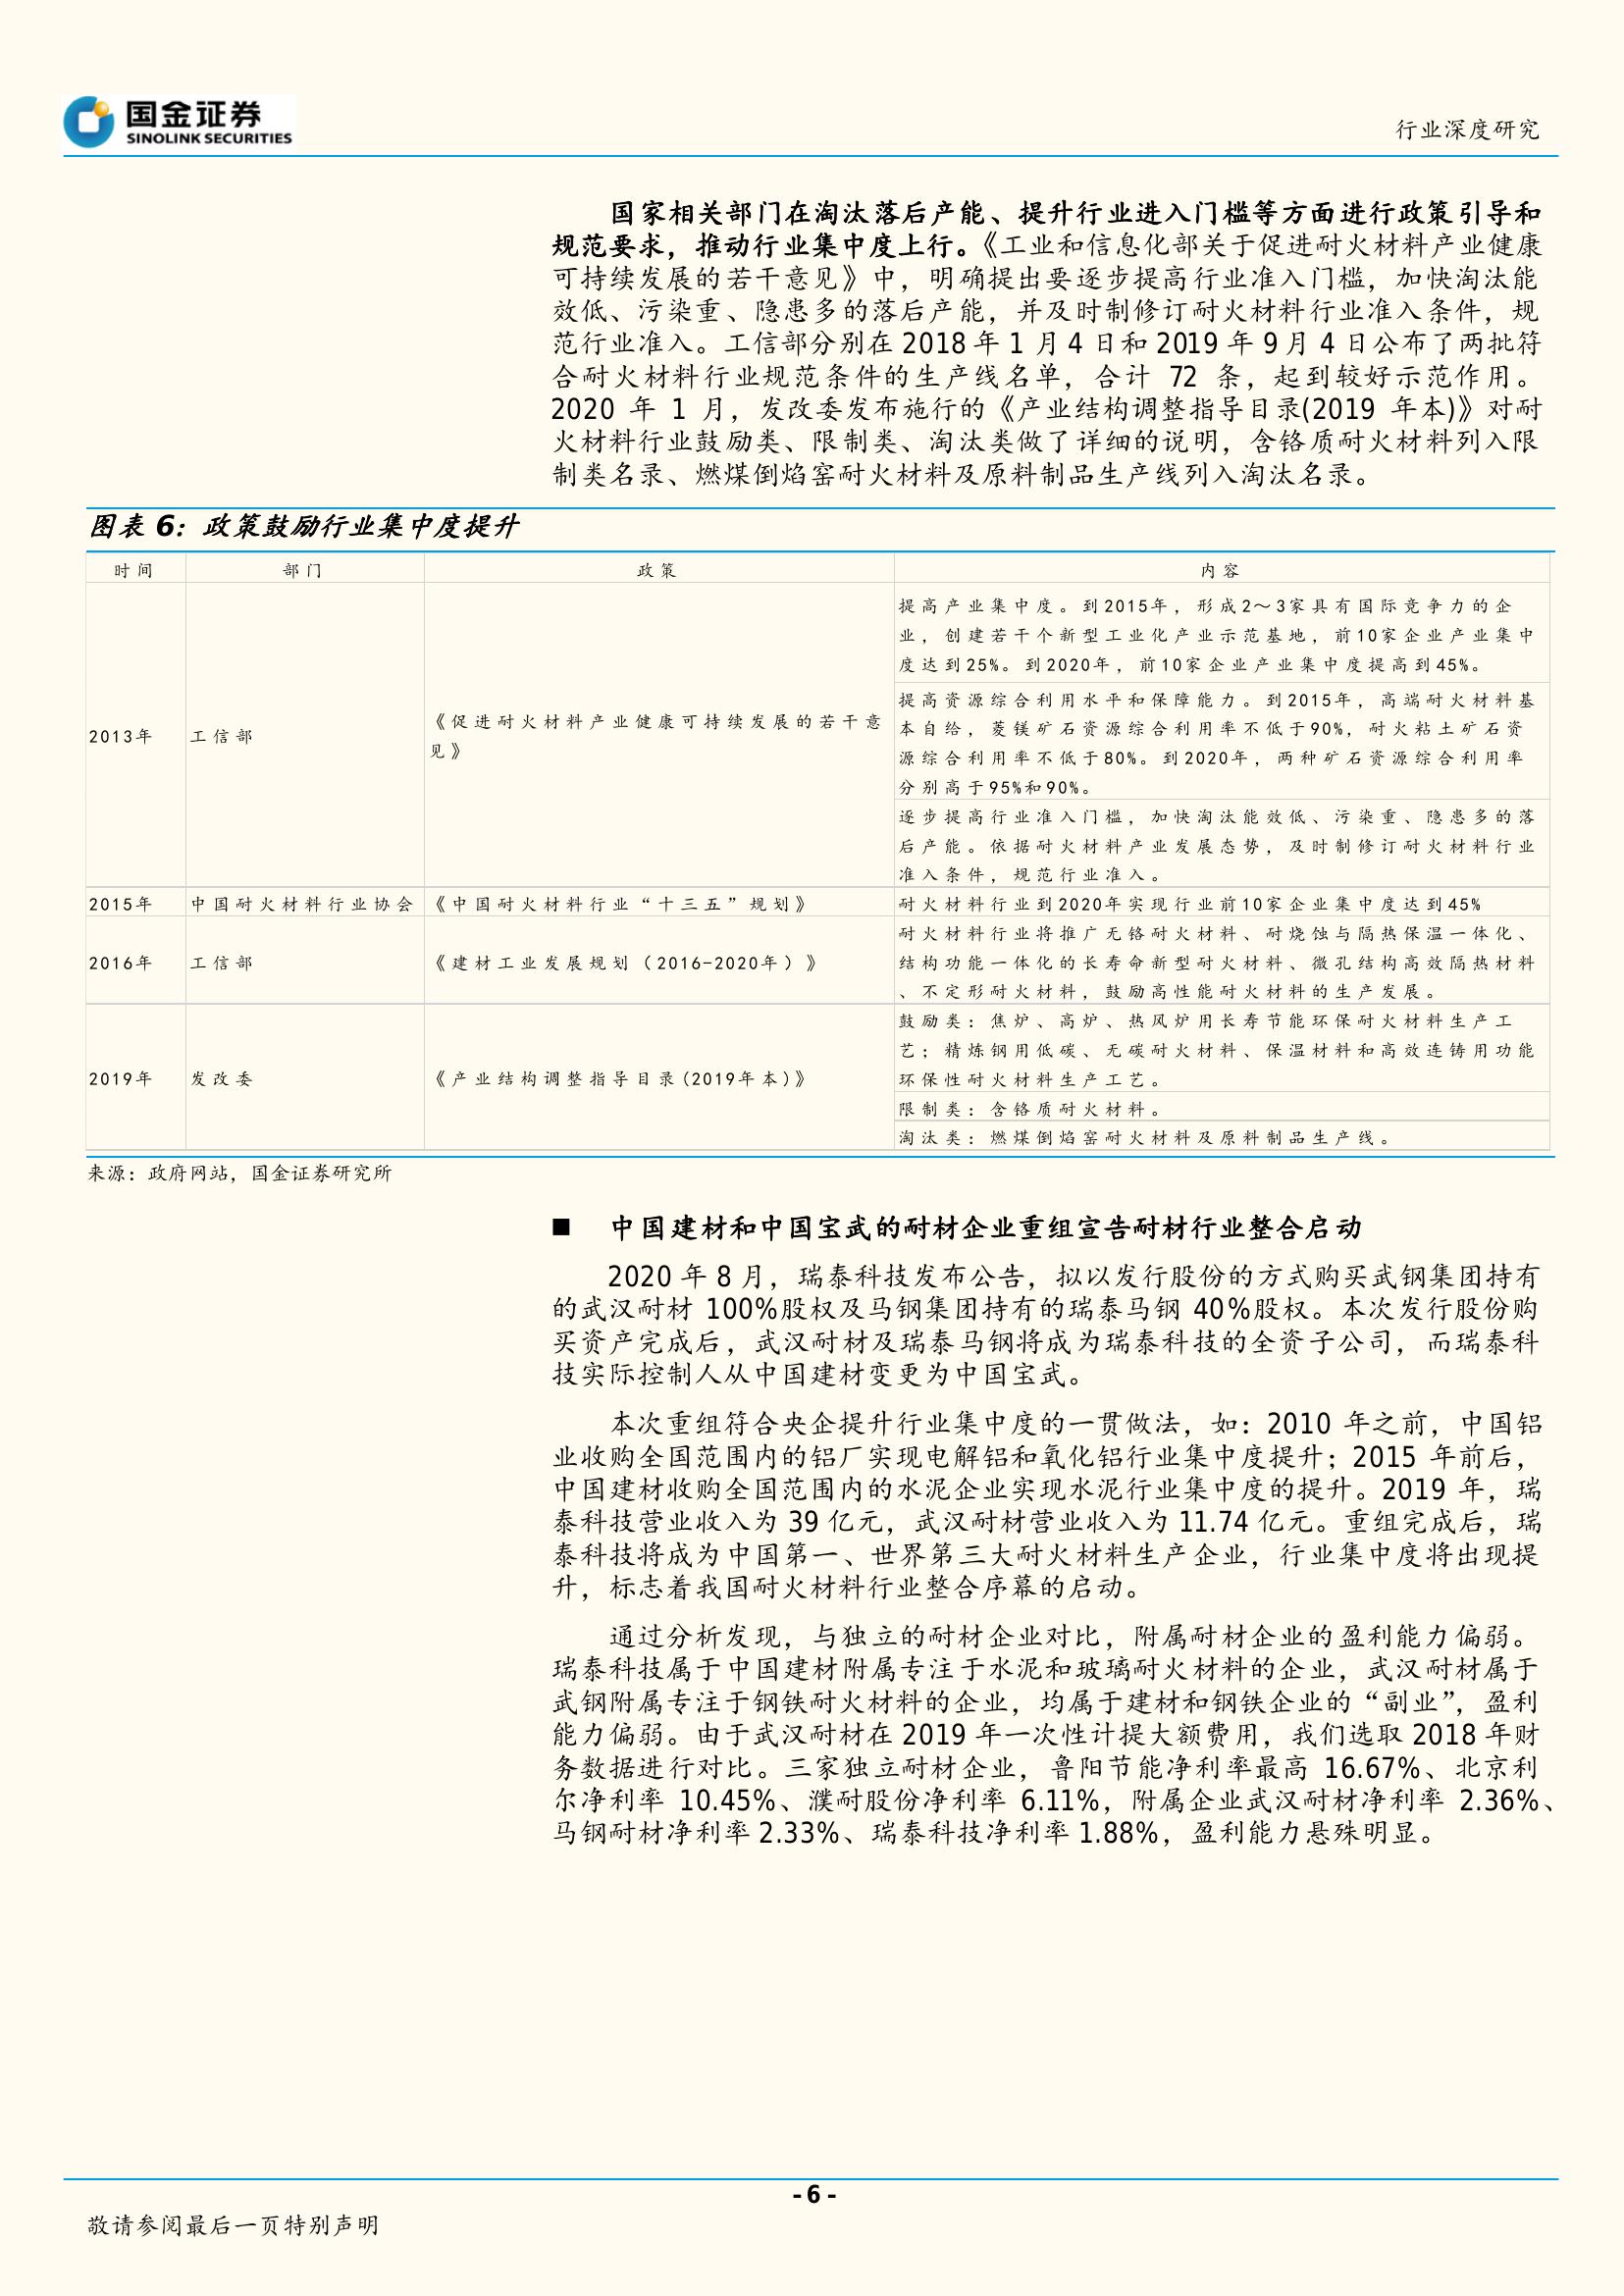 国金证券
SINOLINK SECURITIES
行业深度研究
国家相关部门在淘汰落后产能、提升行业进入门槛等方面进行政策引导和
规范要求，推动行业集中度上行。《工业和信息化部关于促进耐火材料产业健康
可持续发展的若干意见》中，明确提出要逐步提高行业准入门槛，加快淘汰能
效低、污染重、隐患多的落后产能，并及时制修订耐火材料行业准入条件，规
范行业准入。工信部分别在 2018 年 1 月 4 日和 2019 年 9 月 4 日公布了两批符
合耐火材料行业规范条件的生产线名单，合计 72 条，起到较好示范作用。
2020 年 1 月，发改委发布施行的《产业结构调整指导目录(2019 年本)》对耐
火材料行业鼓励类、限制类、淘汰类做了详细的说明，含铬质耐火材料列入限
制类名录、燃煤倒焰窑耐火材料及原料制品生产线列入淘汰名录。
图表 6：政策鼓励行业集中度提升
时间 部门 政策 内容
2013年 工信部 《促进耐火材料产业健康可持续发展的若干意
见》
提高产业集中度。到2015年，形成2～3家具有国际竞争力的企
业，创建若干个新型工业化产业示范基地，前10家企业产业集中
度达到25%。到2020年，前10家企业产业集中度提高到45%。
提高资源综合利用水平和保障能力。到2015年，高端耐火材料基
本自给，菱镁矿石资源综合利用率不低于90%，耐火粘土矿石资
源综合利用率不低于80%。到2020年，两种矿石资源综合利用率
分别高于95%和90%。
逐步提高行业准入门槛，加快淘汰能效低、污染重、隐患多的落
后产能。依据耐火材料产业发展态势，及时制修订耐火材料行业
准入条件，规范行业准入。
2015年 中国耐火材料行业协会 《中国耐火材料行业“十三五”规划》 耐火材料行业到2020年实现行业前10家企业集中度达到45%
2016年 工信部 《建材工业发展规划（2016-2020年）》
耐火材料行业将推广无铬耐火材料、耐烧蚀与隔热保温一体化、
结构功能一体化的长寿命新型耐火材料、微孔结构高效隔热材料
、不定形耐火材料，鼓励高性能耐火材料的生产发展。
2019年 发改委 《产业结构调整指导目录(2019年本)》
鼓励类：焦炉、高炉、热风炉用长寿节能环保耐火材料生产工
艺；精炼钢用低碳、无碳耐火材料、保温材料和高效连铸用功能
环保性耐火材料生产工艺。
限制类：含铬质耐火材料。
淘汰类：燃煤倒焰窑耐火材料及原料制品生产线。
来源：政府网站，国金证券研究所
■ 中国建材和中国宝武的耐材企业重组宣告耐材行业整合启动
2020 年 8 月，瑞泰科技发布公告，拟以发行股份的方式购买武钢集团持有
的武汉耐材 100%股权及马钢集团持有的瑞泰马钢 40%股权。本次发行股份购
买资产完成后，武汉耐材及瑞泰马钢将成为瑞泰科技的全资子公司，而瑞泰科
技实际控制人从中国建材变更为中国宝武。
本次重组符合央企提升行业集中度的一贯做法，如：2010 年之前，中国铝
业收购全国范围内的铝厂实现电解铝和氧化铝行业集中度提升；2015 年前后，
中国建材收购全国范围内的水泥企业实现水泥行业集中度的提升。2019 年，瑞
泰科技营业收入为 39 亿元，武汉耐材营业收入为 11.74 亿元。重组完成后，瑞
泰科技将成为中国第一、世界第三大耐火材料生产企业，行业集中度将出现提
升，标志着我国耐火材料行业整合序幕的启动。
通过分析发现，与独立的耐材企业对比，附属耐材企业的盈利能力偏弱。
瑞泰科技属于中国建材附属专注于水泥和玻璃耐火材料的企业，武汉耐材属于
武钢附属专注于钢铁耐火材料的企业，均属于建材和钢铁企业的“副业”，盈利
能力偏弱。由于武汉耐材在 2019 年一次性计提大额费用，我们选取 2018 年财
务数据进行对比。三家独立耐材企业，鲁阳节能净利率最高 16.67%、北京利
尔净利率 10.45%、濮耐股份净利率 6.11%，附属企业武汉耐材净利率 2.36%、
马钢耐材净利率 2.33%、瑞泰科技净利率 1.88%，盈利能力悬殊明显。
- 6 -
敬请参阅最后一页特别声明